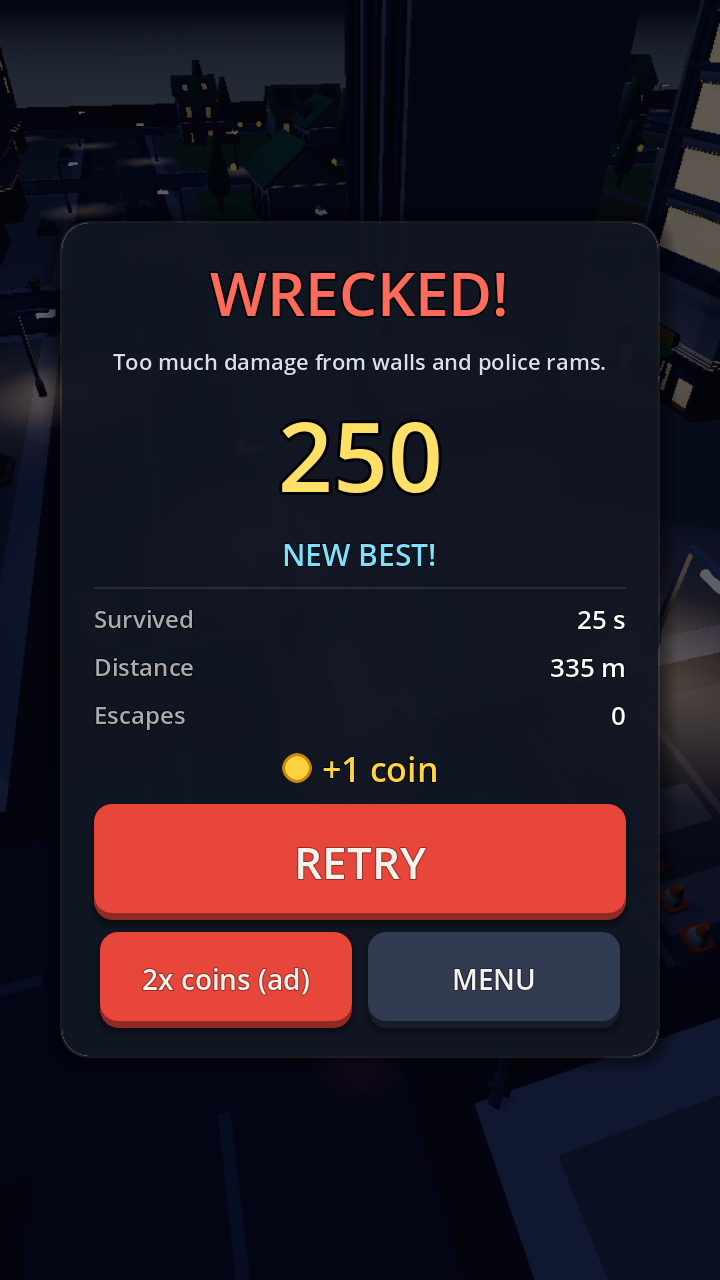 WRECKED!
Too much damage from walls and police rams.
250
NEW BEST!
Survived 25 s
Distance 335 m
Escapes 0
+1 coin
RETRY
2x coins (ad) MENU